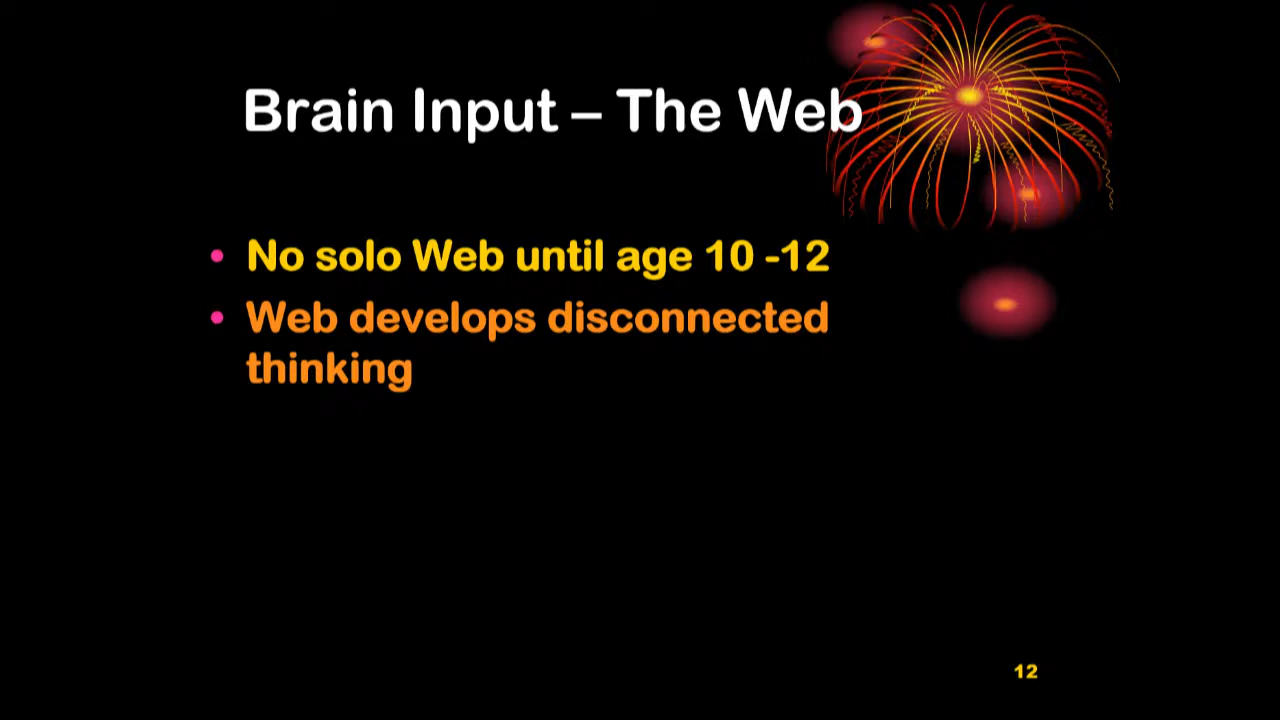 Brain Input – The Web
• No solo Web until age 10 -12
• Web develops disconnected
thinking
12